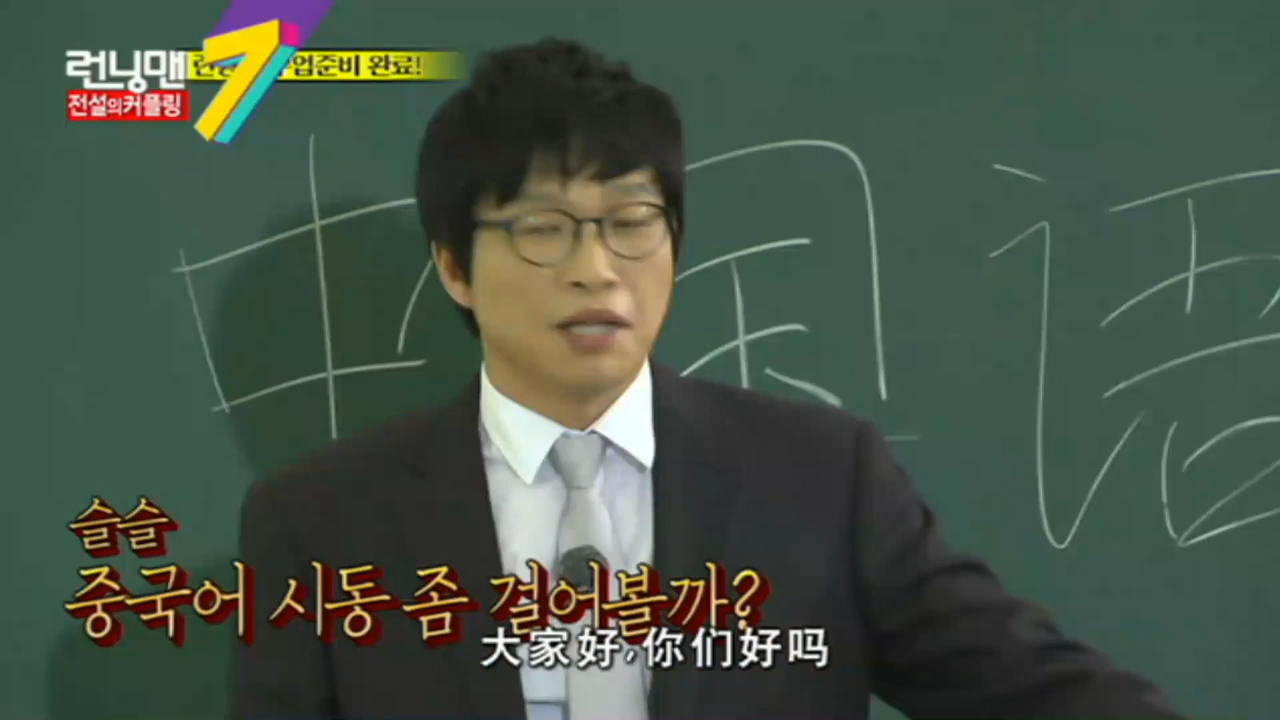 런닝맨
전설의커플링
7
업준비 완료!
中国语
슬슬
중국어 시동 좀 걸어볼까?
大家好,你们好吗